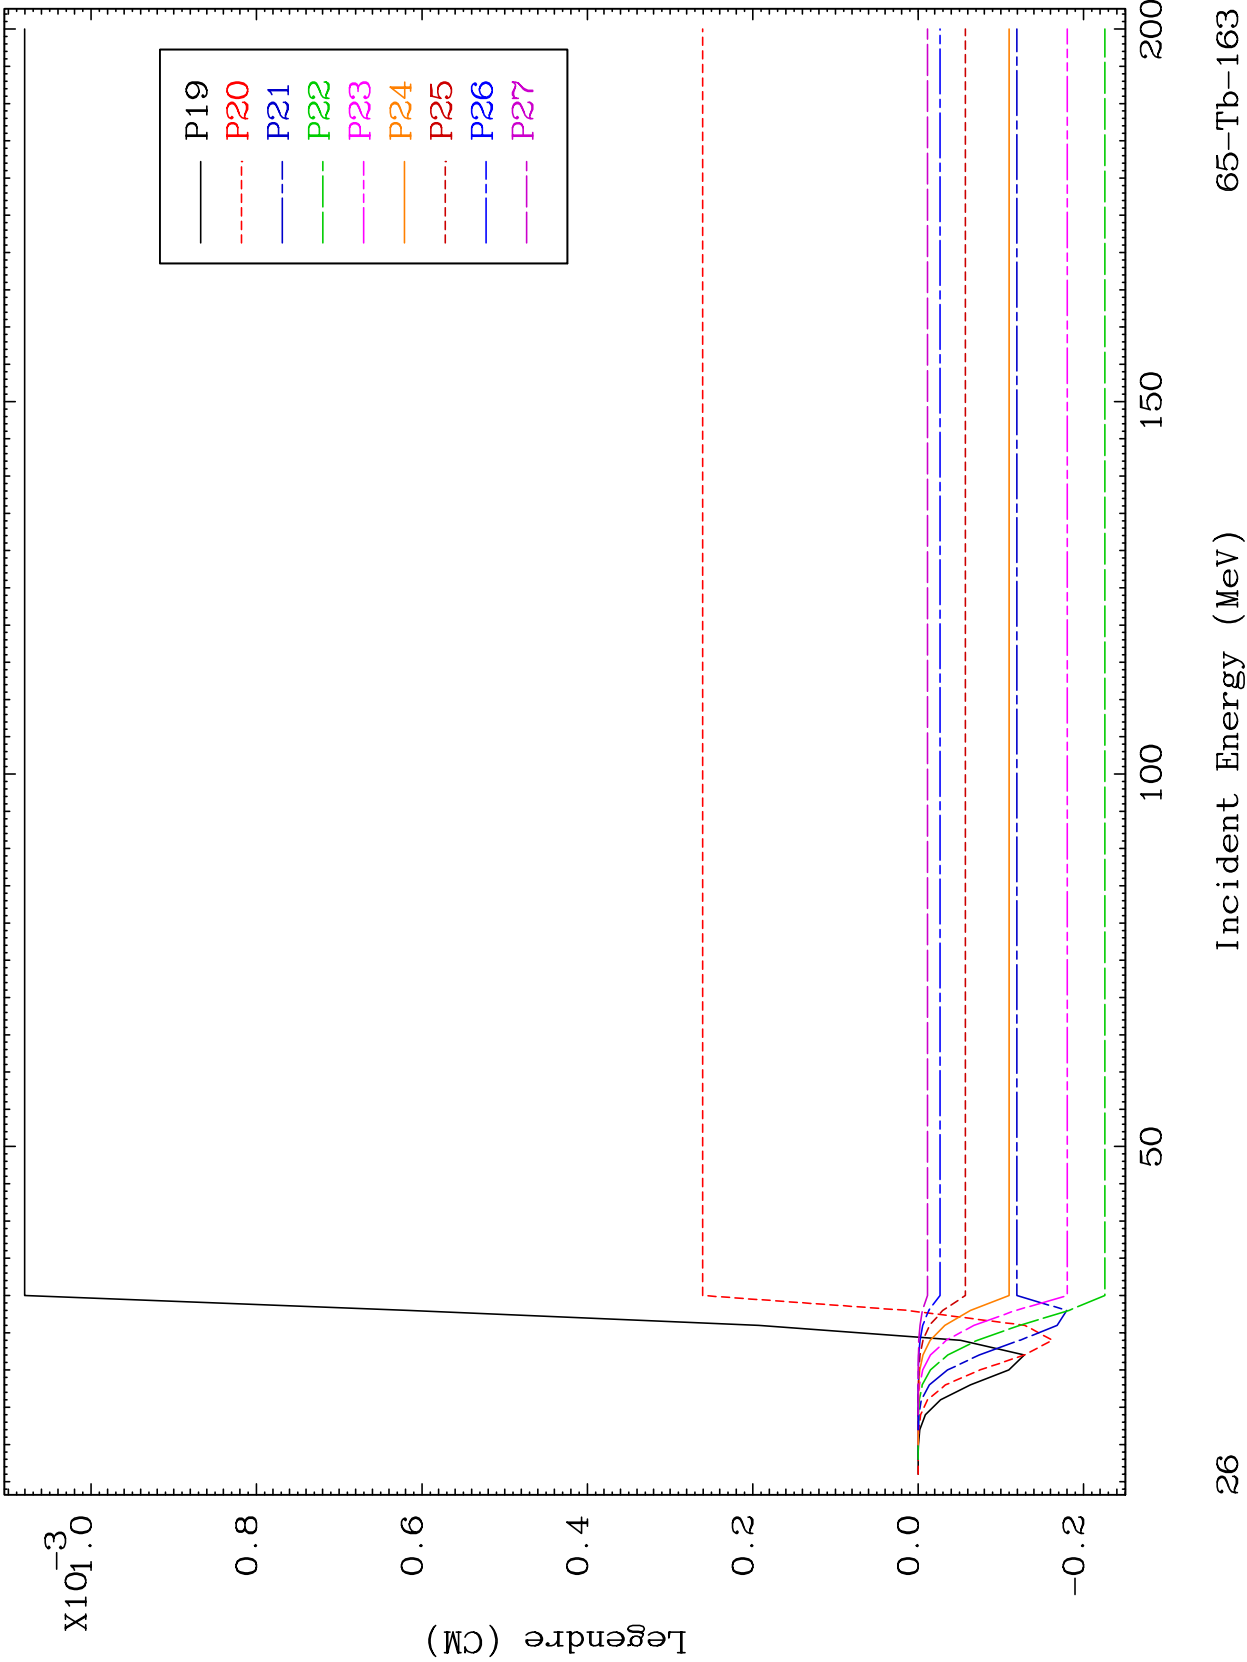 X10-3
1.0
0.8
0.6
0.4
0.2
0.0
-0.2
Legendre (CM)
P19
P20
P21
P22
P23
P24
P25
P26
P27
50
100
150
200
26
Incident Energy (MeV)
65-Tb-163